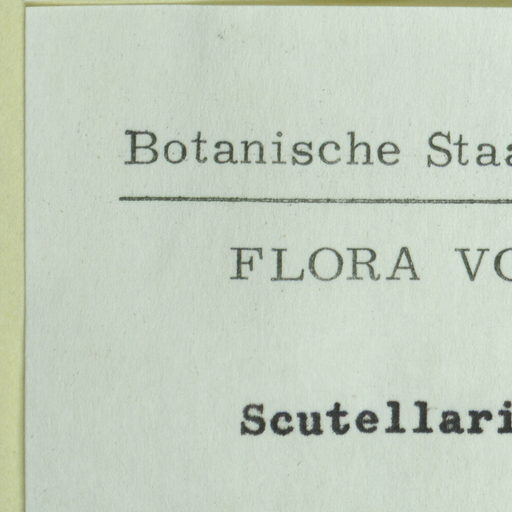 Botanische Staa
FLORA VO
Scutellari